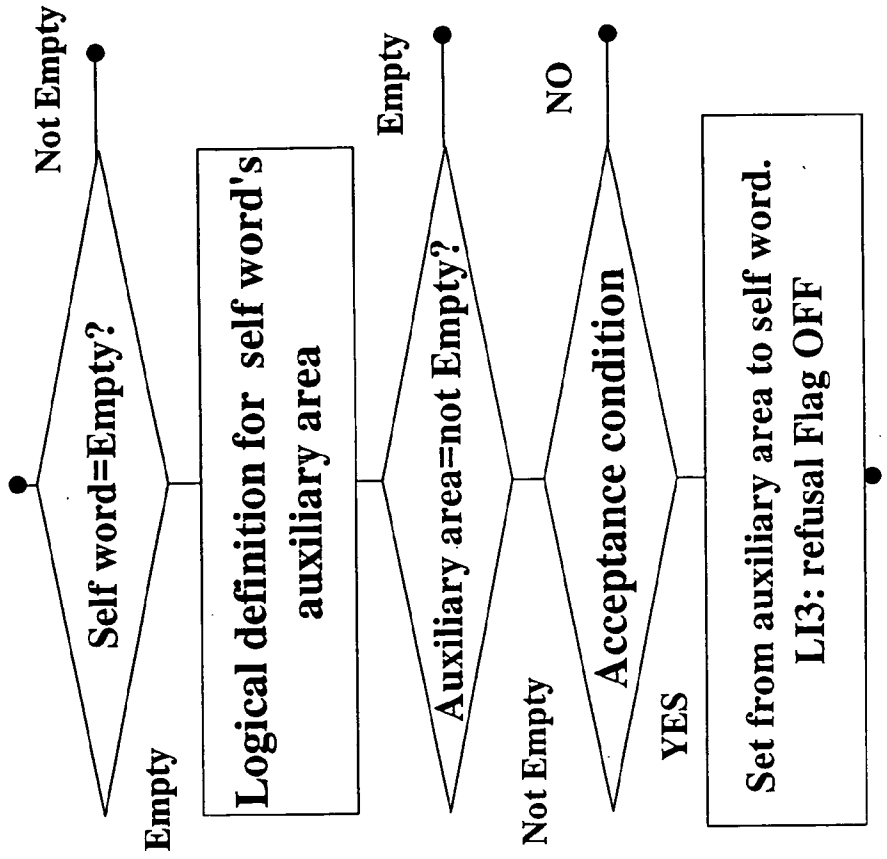 Not Empty
Self word=Empty?
Empty
Logical definition for self word's
auxiliary area
Empty
Auxiliary area=not Empty?
Not Empty
NO
Acceptance condition
YES
Set from auxiliary area to self word.
LI3: refusal Flag OFF